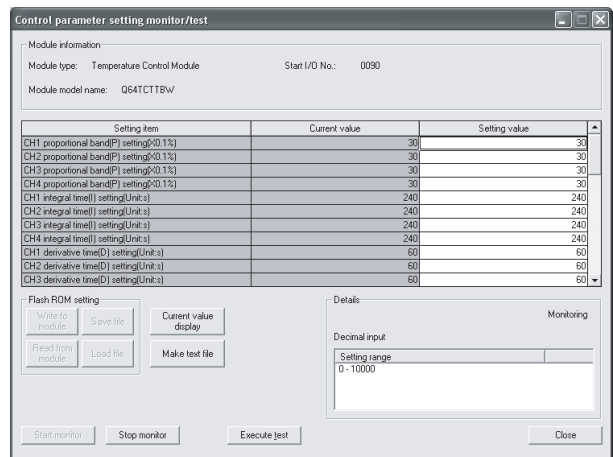 Control parameter setting monitor/test
Module information
Module type: Temperature Control Module Start I/O No.: 0090
Module model name: Q64TCTTBW
Setting item Current value Setting value
CH1 proportional band(P) setting(X0.1%) 30 30
CH2 proportional band(P) setting(X0.1%) 30 30
CH3 proportional band(P) setting(X0.1%) 30 30
CH4 proportional band(P) setting(X0.1%) 30 30
CH1 integral time(I) setting(Unit:s) 240 240
CH2 integral time(I) setting(Unit:s) 240 240
CH3 integral time(I) setting(Unit:s) 240 240
CH4 integral time(I) setting(Unit:s) 240 240
CH1 derivative time(D) setting(Unit:s) 60 60
CH2 derivative time(D) setting(Unit:s) 60 60
CH3 derivative time(D) setting(Unit:s) 60 60
Flash ROM setting
Write to module
Save file
Current value display
Read from module
Load file
Make text file
Details
Monitoring
Decimal input
Setting range
0 - 10000
Start monitor Stop monitor Execute test Close